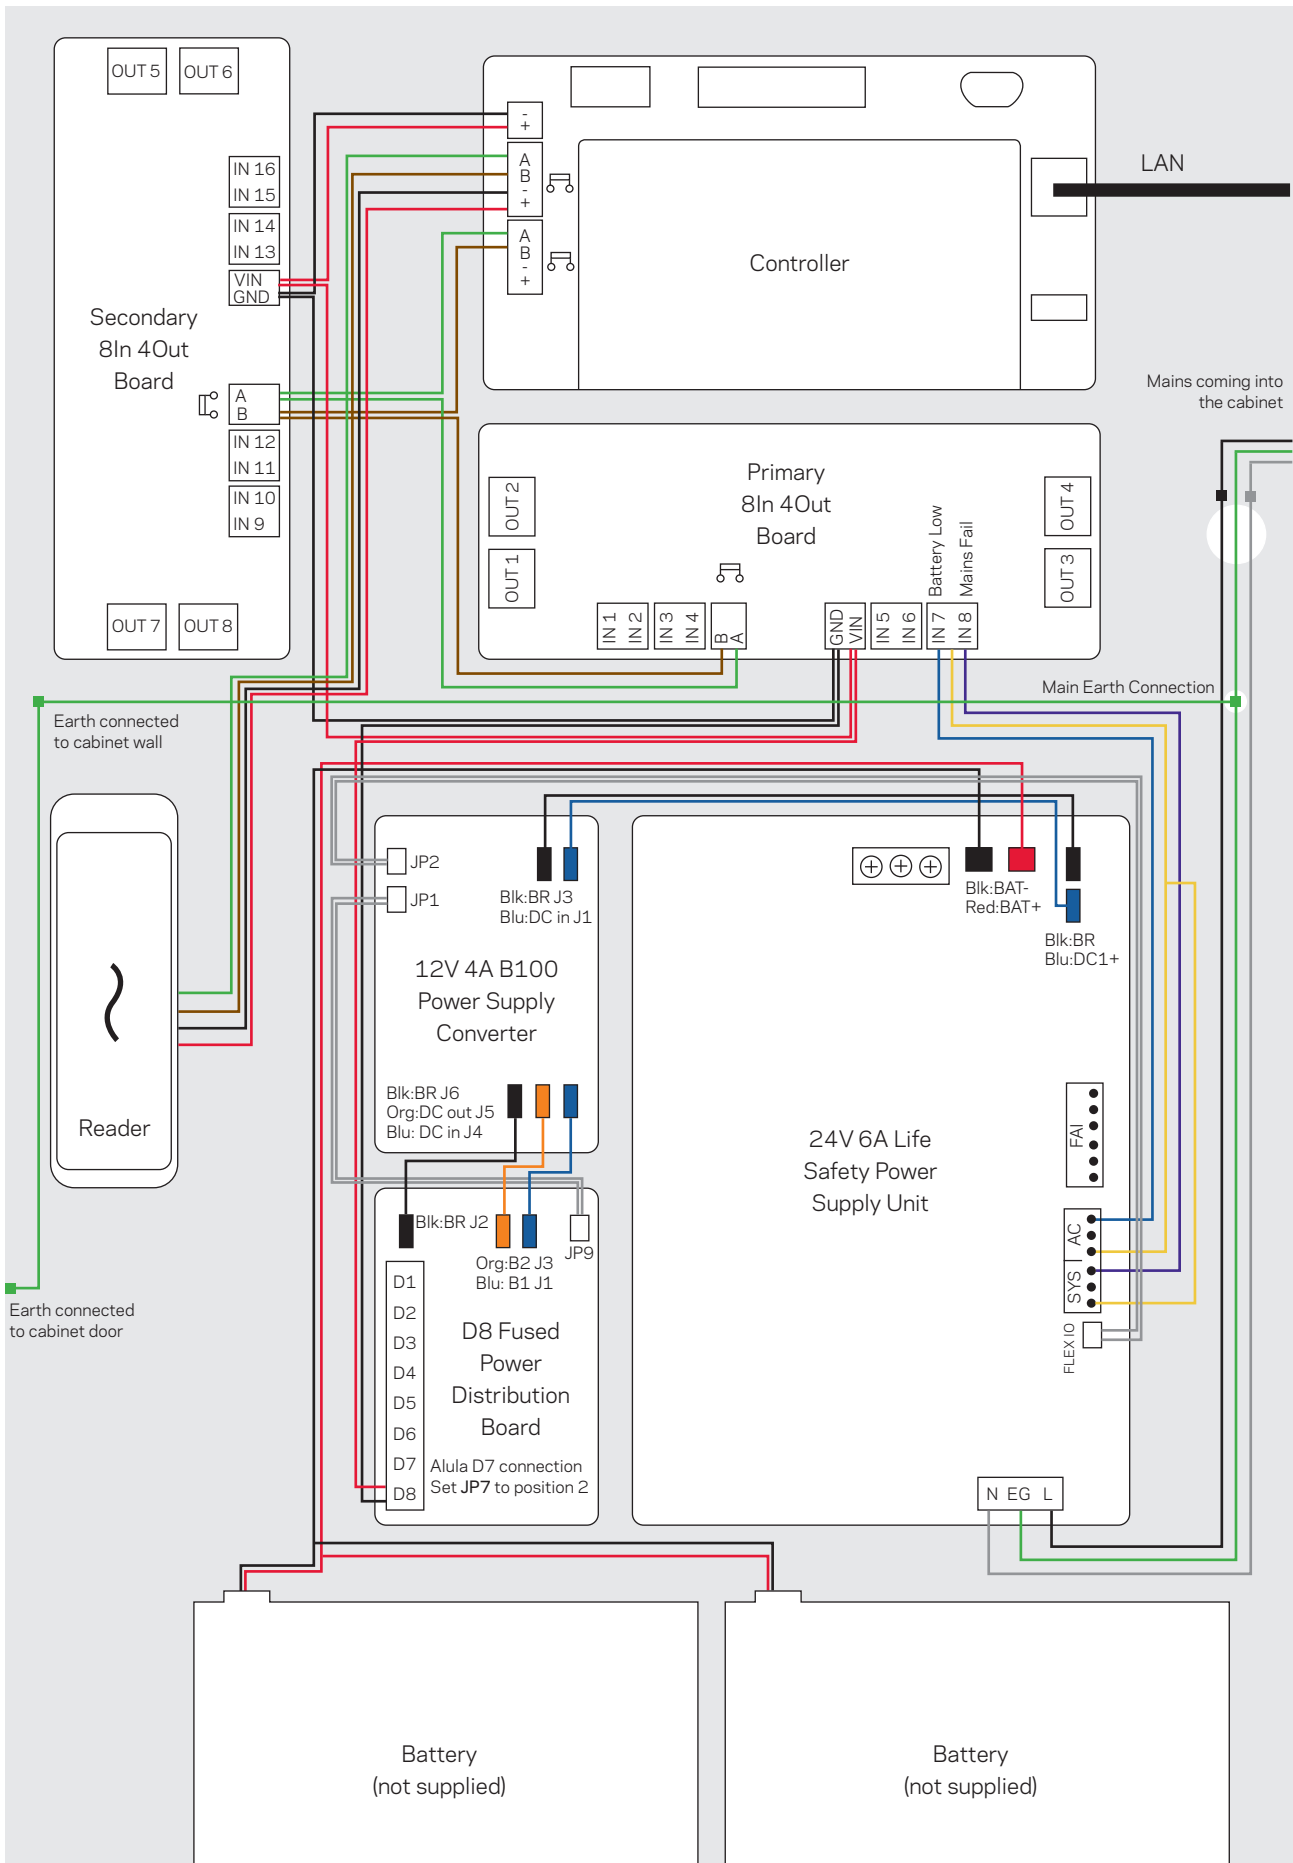 OUT 5
OUT 6
IN 16
IN 15
IN 14
IN 13
VIN
GND
Secondary
8In 4Out
Board
A
B
IN 12
IN 11
IN 10
IN 9
OUT 7
OUT 8
-
+
A
B
-
+
A
B
-
+
Controller
LAN
Mains coming into
the cabinet
Primary
8In 4Out
Board
OUT 2
OUT 1
OUT 4
OUT 3
Battery Low
Mains Fail
IN 1
IN 2
IN 3
IN 4
B
A
GND
VIN
IN 5
IN 6
IN 7
IN 8
Main Earth Connection
Earth connected
to cabinet wall
Reader
Earth connected
to cabinet door
JP2
JP1
Blk:BR J3
Blu:DC in J1
12V 4A B100
Power Supply
Converter
Blk:BR J6
Org:DC out J5
Blu: DC in J4
Blk:BR J2
Org:B2 J3
Blu: B1 J1
JP9
D1
D2
D3
D4
D5
D6
D7
D8
D8 Fused
Power
Distribution
Board
Alula D7 connection
Set JP7 to position 2
Blk:BAT-
Red:BAT+
Blk:BR
Blu:DC1+
24V 6A Life
Safety Power
Supply Unit
FAI
AC
SYS
FLEX IO
N EG L
Battery
(not supplied)
Battery
(not supplied)